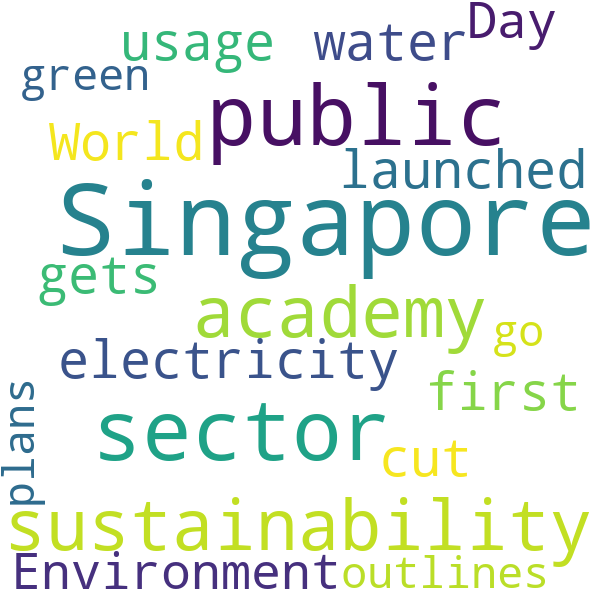 Day
usage water
green
public
World
launched
Singapore
gets
academy
go
electricity
first
plans
sector
cut
sustainability
Environment outlines